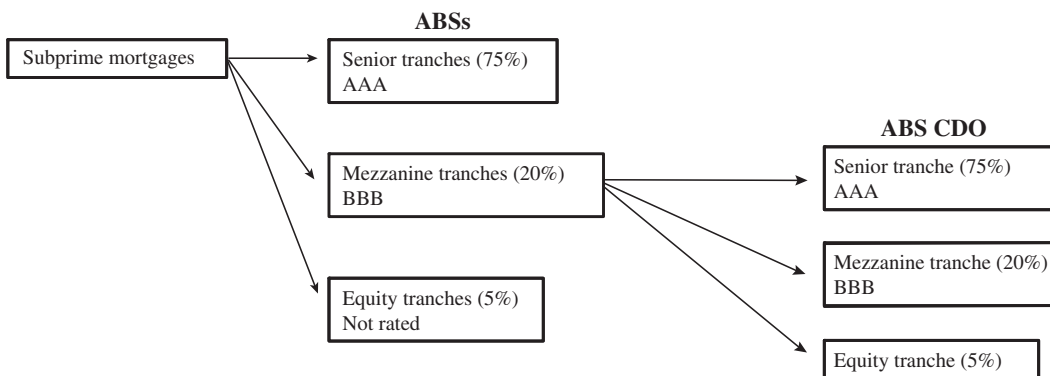 ABSs
Subprime mortgages
Senior tranches (75%)
AAA
Mezzanine tranches (20%)
BBB
Equity tranches (5%)
Not rated
ABS CDO
Senior tranche (75%)
AAA
Mezzanine tranche (20%)
BBB
Equity tranche (5%)